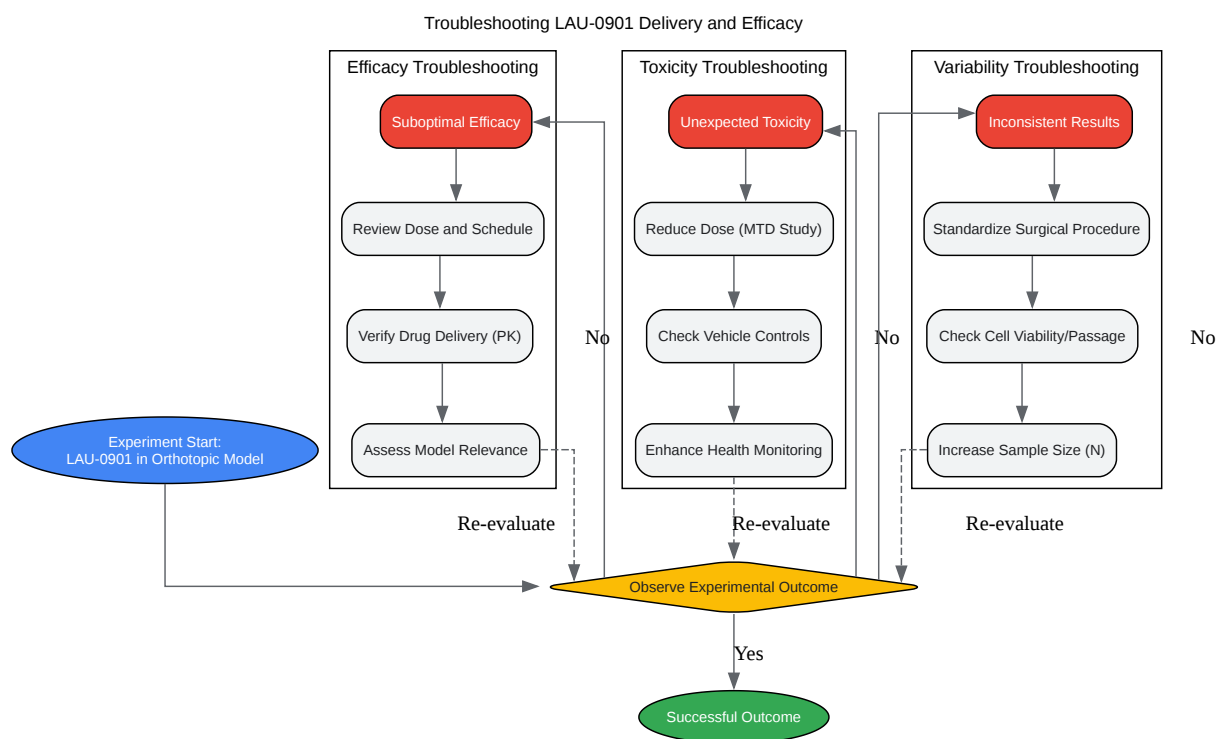 Troubleshooting LAU-0901 Delivery and Efficacy
Efficacy Troubleshooting
Suboptimal Efficacy
Review Dose and Schedule
Verify Drug Delivery (PK)
Assess Model Relevance
Toxicity Troubleshooting
Unexpected Toxicity
Reduce Dose (MTD Study)
Check Vehicle Controls
Enhance Health Monitoring
Variability Troubleshooting
Inconsistent Results
Standardize Surgical Procedure
Check Cell Viability/Passage
Increase Sample Size (N)
No
No
No
Experiment Start:
LAU-0901 in Orthotopic Model
Re-evaluate
Re-evaluate
Re-evaluate
Observe Experimental Outcome
Yes
Successful Outcome